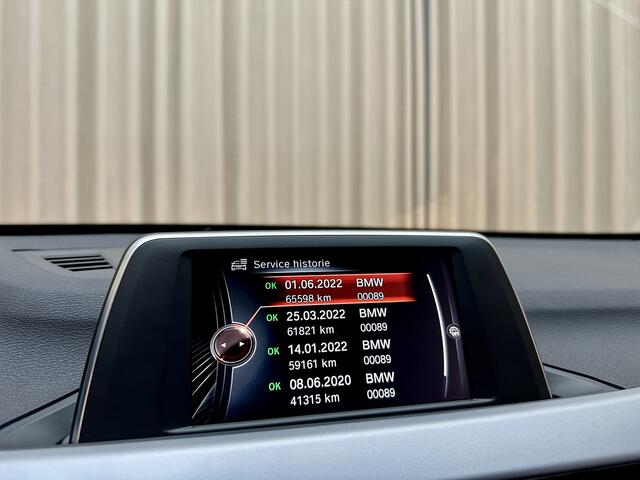 Service historie
OK 01.06.2022 BMW
65598 km 00089
OK 25.03.2022 BMW
61821 km 00089
OK 14.01.2022 BMW
59161 km 00089
OK 08.06.2020 BMW
41315 km 00089